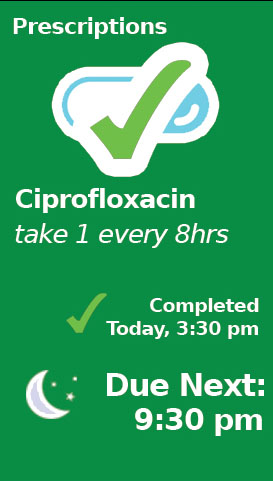 Prescriptions
Ciprofloxacin
take 1 every 8hrs
Completed
Today, 3:30 pm
Due Next:
9:30 pm